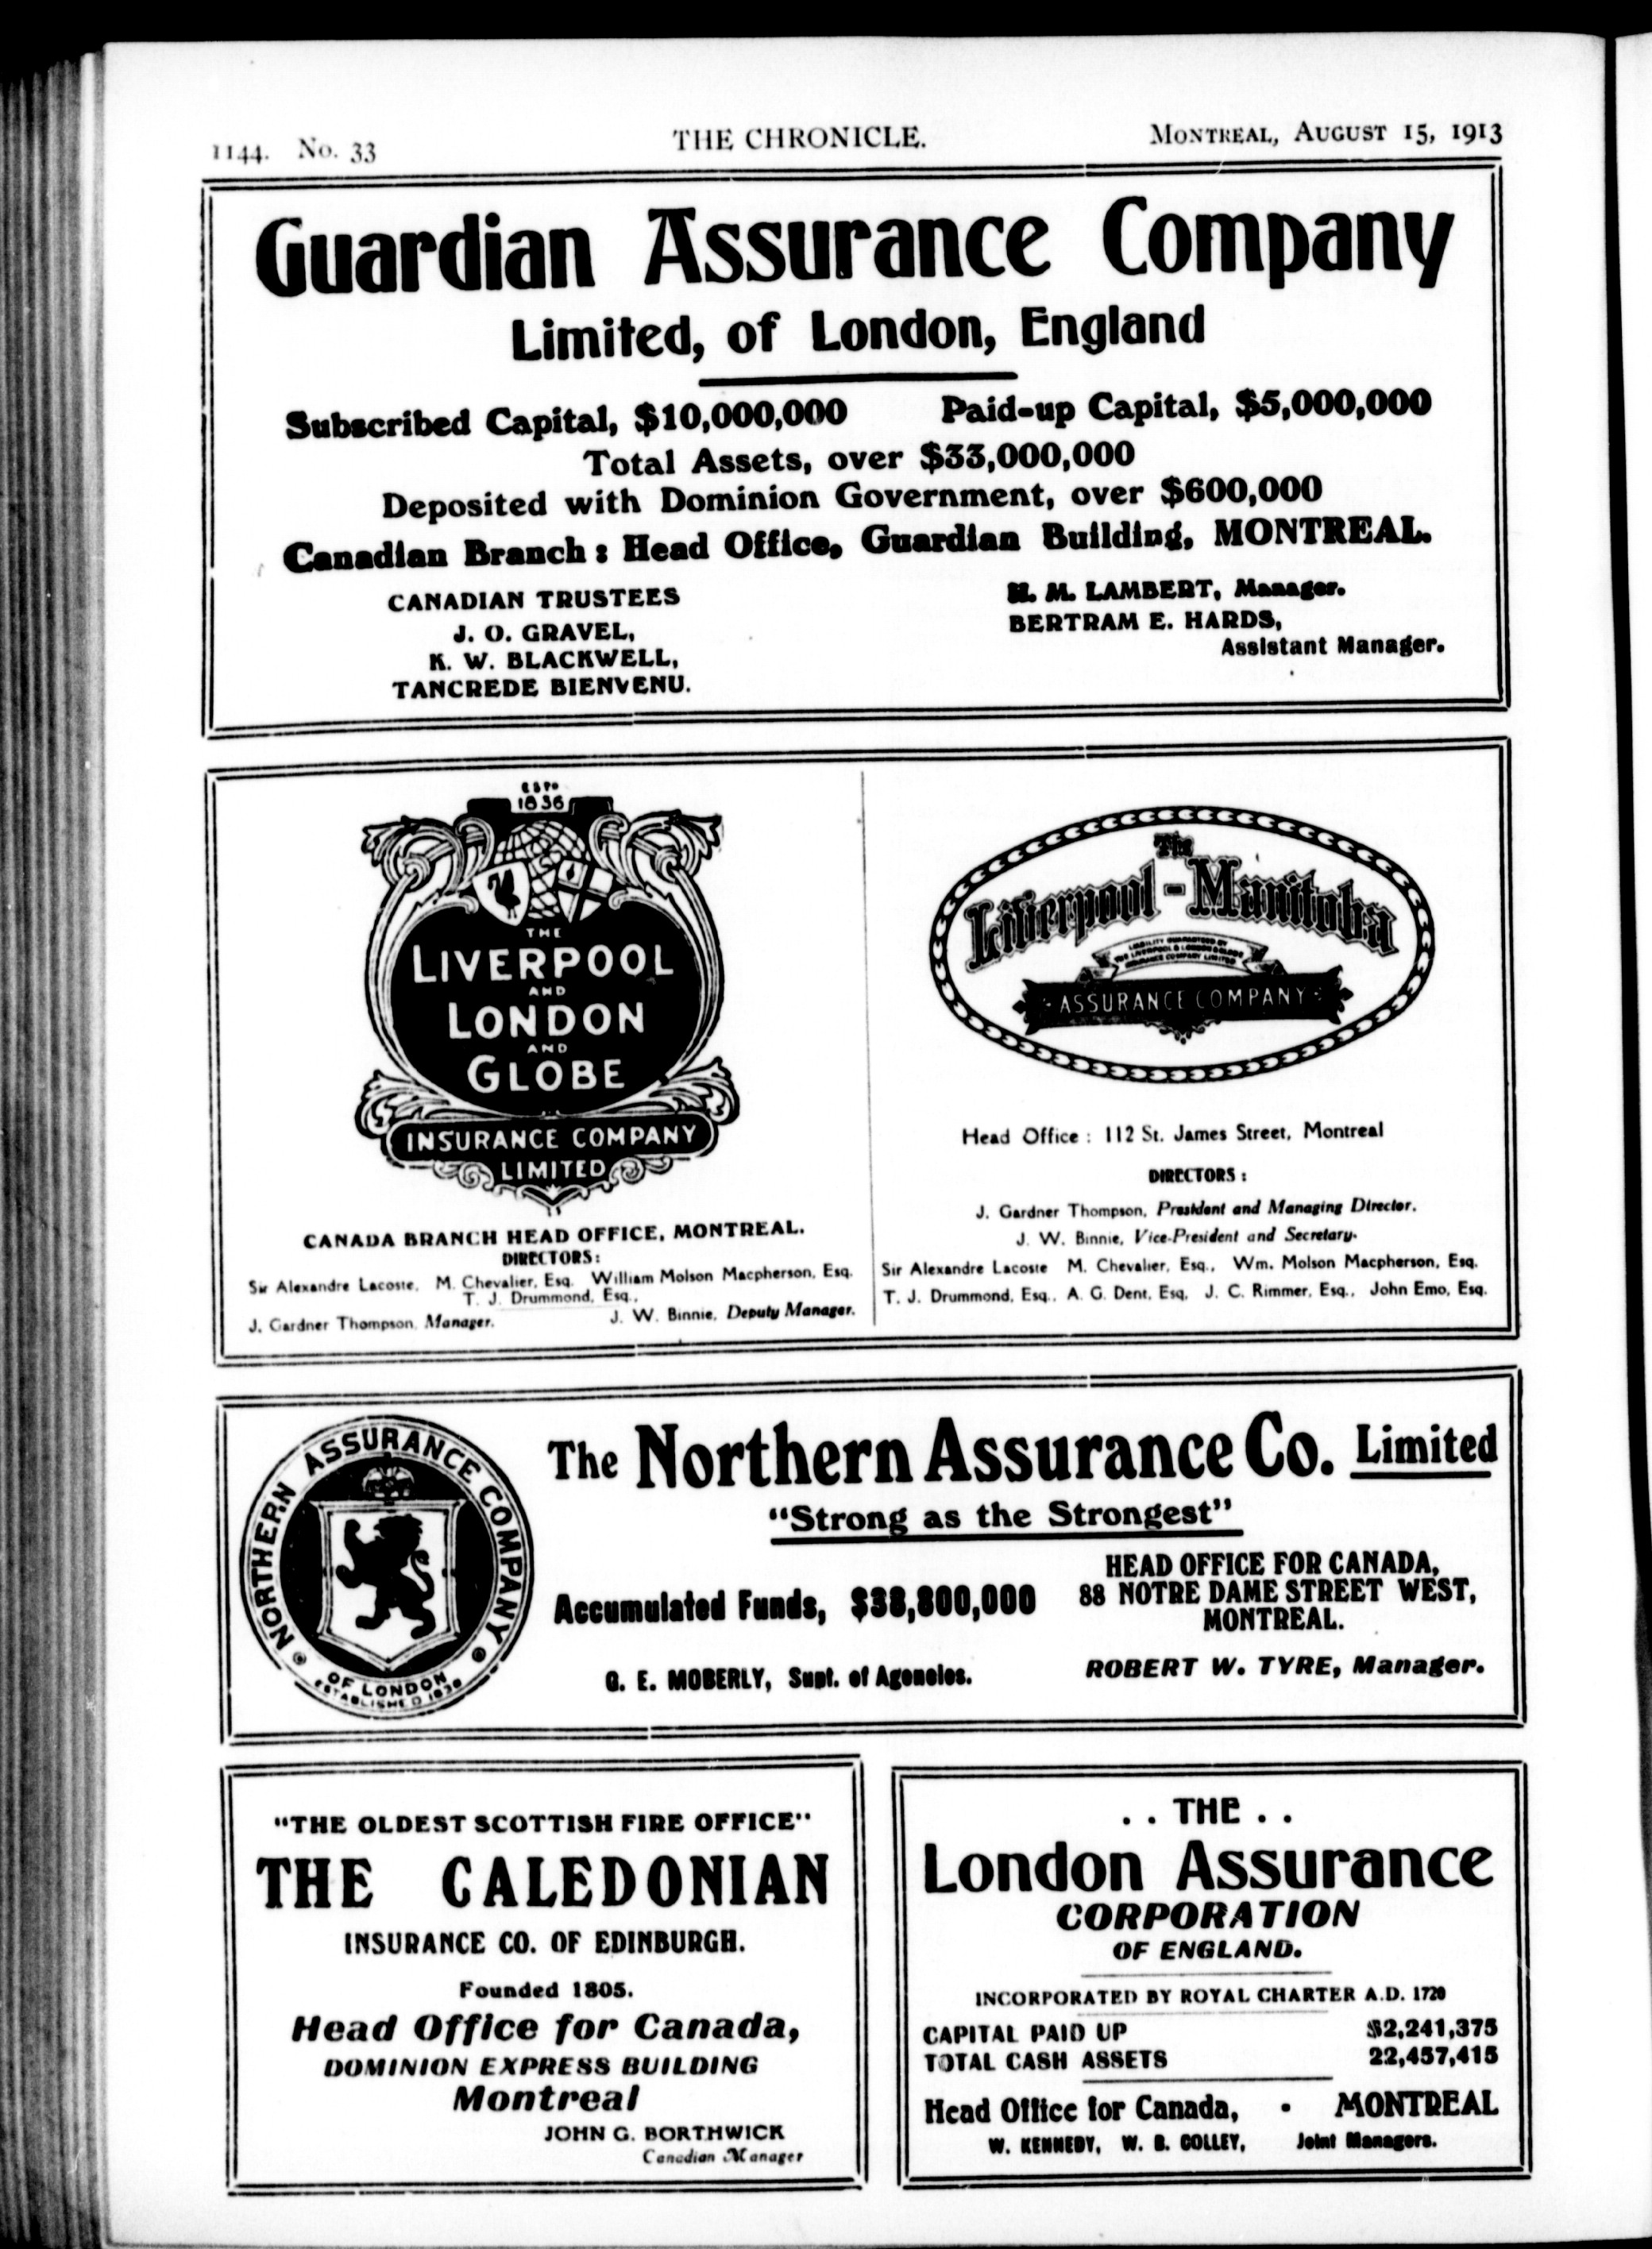 1144. No. 33 THE CHRONICLE. MONTREAL, AUGUST 15, 1913
Guardian Assurance Company
Limited, of London, England
Subscribed Capital, $10,000,000 Paid-up Capital, $5,000,000
Total Assets, over $33,000,000
Deposited with Dominion Government, over $600,000
Canadian Branch: Head Office, Guardian Building, MONTREAL.
CANADIAN TRUSTEES
J. O. GRAVEL,
K. W. BLACKWELL,
TANCREDE BIENVENU.
H. M. LAMBERT, Manager.
BERTRAM E. HARDS,
Assistant Manager.
ESTD
1836
THE
LIVERPOOL
AND
LONDON
AND
GLOBE
INSURANCE COMPANY
LIMITED
CANADA BRANCH HEAD OFFICE, MONTREAL.
DIRECTORS:
Sir Alexandre Lacoste, M. Chevalier, Esq. William Molson Macpherson, Esq.
T. J. Drummond, Esq.,
J. Gardner Thompson, Manager. J. W. Binnie, Deputy Manager.
The
Liverpool-Manitoba
LIABILITY GUARANTEED BY
THE LIVERPOOL & LONDON & GLOBE
INSURANCE COMPANY LIMITED
ASSURANCE COMPANY
Head Office : 112 St. James Street, Montreal
DIRECTORS :
J. Gardner Thompson, President and Managing Director.
J. W. Binnie, Vice-President and Secretary.
Sir Alexandre Lacoste M. Chevalier, Esq., Wm. Molson Macpherson, Esq.
T. J. Drummond, Esq., A. G. Dent, Esq, J. C. Rimmer, Esq., John Emo, Esq.
NORTHERN ASSURANCE COMPANY
OF LONDON
ESTABLISHED 1836
The Northern Assurance Co. Limited
"Strong as the Strongest"
Accumulated Funds, $38,800,000
G. E. MOBERLY, Supt. of Agencies.
HEAD OFFICE FOR CANADA,
88 NOTRE DAME STREET WEST,
MONTREAL.
ROBERT W. TYRE, Manager.
"THE OLDEST SCOTTISH FIRE OFFICE"
THE CALEDONIAN
INSURANCE CO. OF EDINBURGH.
Founded 1805.
Head Office for Canada,
DOMINION EXPRESS BUILDING
Montreal
JOHN G. BORTHWICK
Canadian Manager
. . THE . .
London Assurance
CORPORATION
OF ENGLAND.
INCORPORATED BY ROYAL CHARTER A.D. 1720
CAPITAL PAID UP $2,241,375
TOTAL CASH ASSETS 22,457,415
Head Office for Canada, - MONTREAL
W. KENNEDY, W. B. COLLEY, Joint Managers.